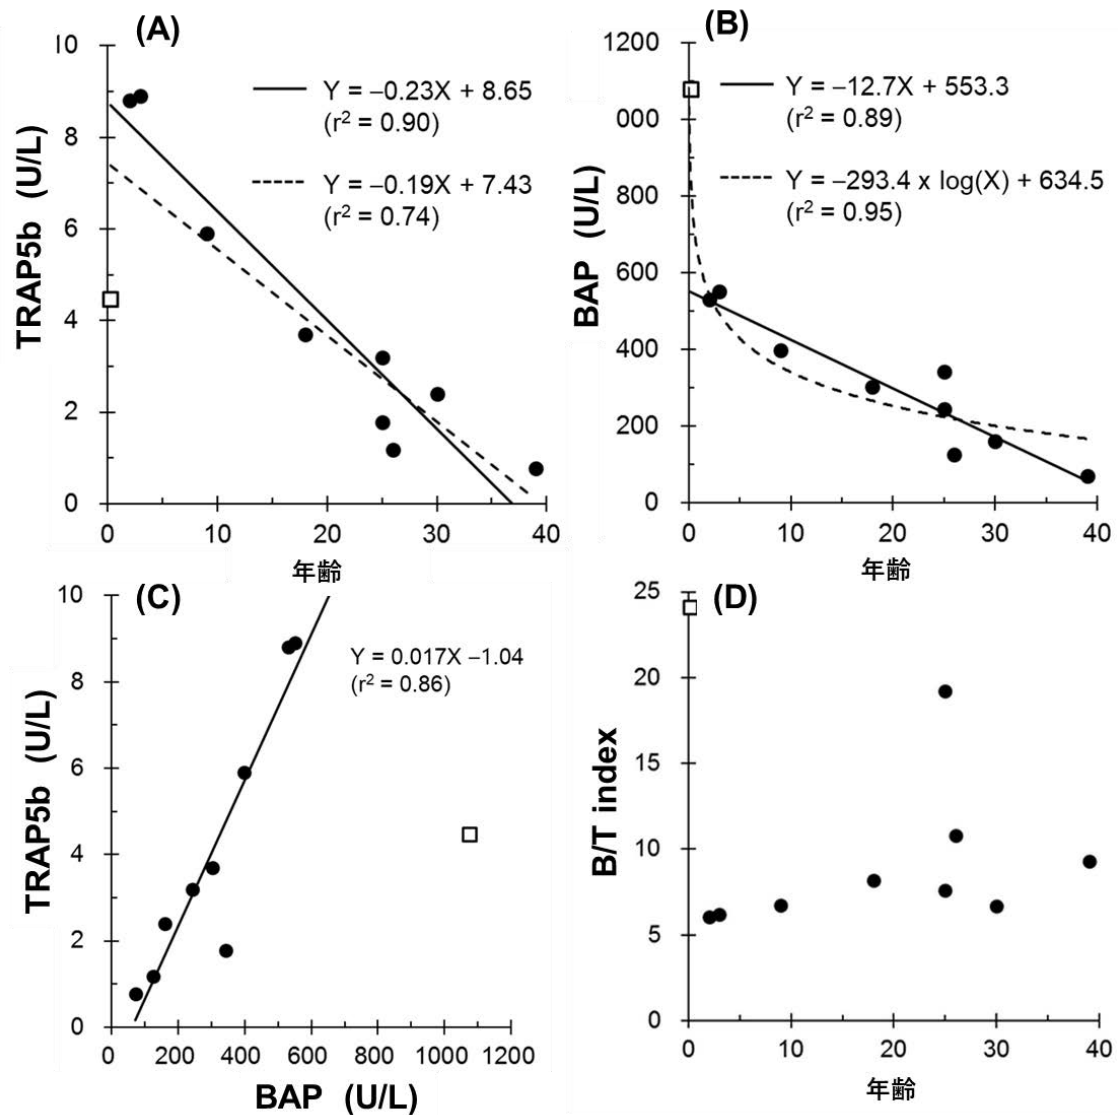 (A)
TRAP5b (U/L)
10
8
6
4
2
0
0 10 20 30 40
年齢
Y = –0.23X + 8.65
(r² = 0.90)
Y = –0.19X + 7.43
(r² = 0.74)
(B)
BAP (U/L)
1200
000
800
600
400
200
0
0 10 20 30 40
年齢
Y = –12.7X + 553.3
(r² = 0.89)
Y = –293.4 x log(X) + 634.5
(r² = 0.95)
(C)
TRAP5b (U/L)
10
8
6
4
2
0
0 200 400 600 800 1000 1200
BAP (U/L)
Y = 0.017X –1.04
(r² = 0.86)
(D)
B/T index
25
20
15
10
5
0
0 10 20 30 40
年齢